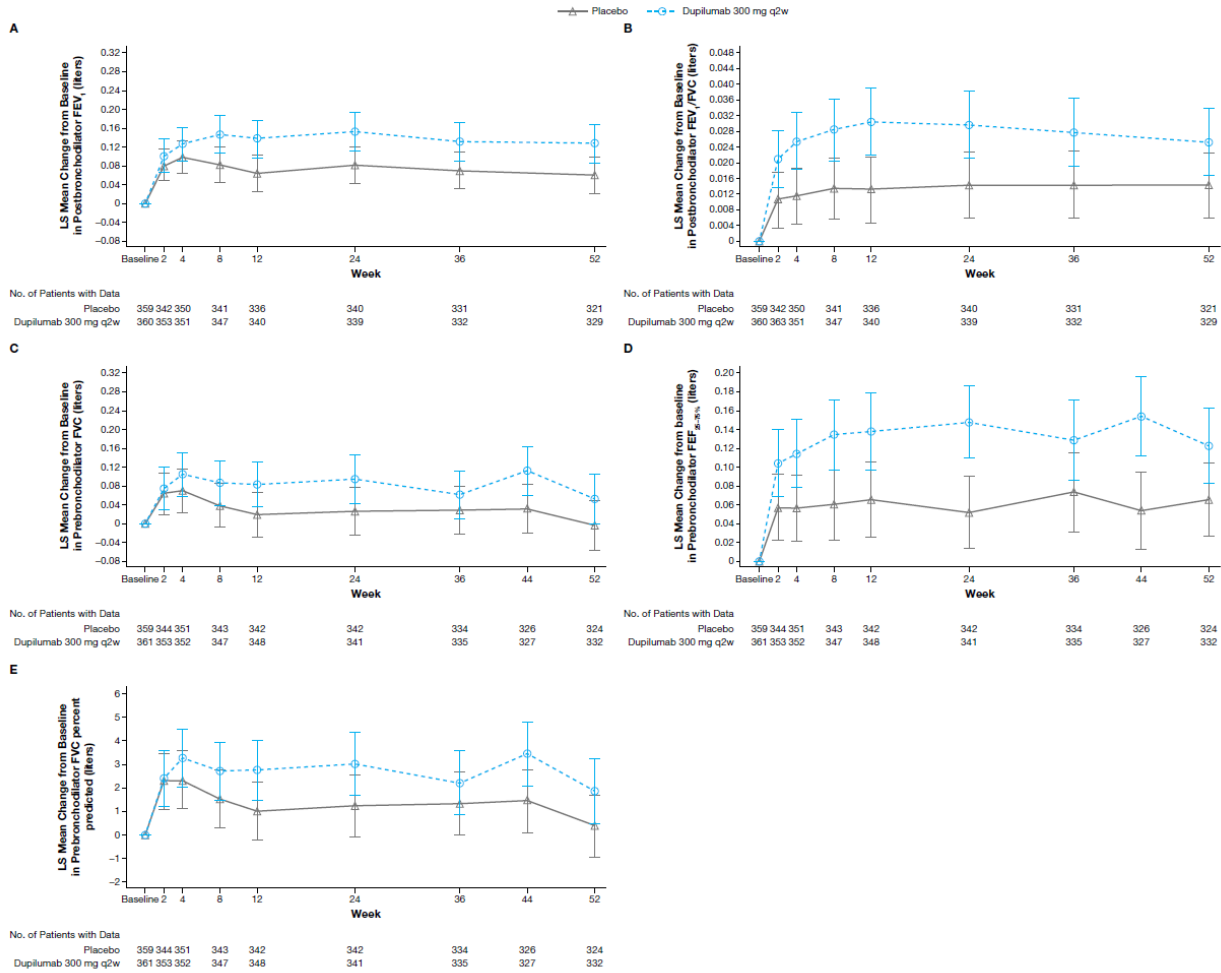 Placebo Dupilumab 300 mg q2w
A
LS Mean Change from Baseline
in Postbronchodilator FEV1 (liters)
0.32
0.28
0.24
0.20
0.16
0.12
0.08
0.04
0
−0.04
−0.08
Baseline 2 4 8 12 24 36 52
Week
No. of Patients with Data
Placebo 359 342 350 341 336 340 331 321
Dupilumab 300 mg q2w 360 353 351 347 340 339 332 329
B
LS Mean Change from Baseline
in Postbronchodilator FEV1/FVC (liters)
0.048
0.044
0.036
0.032
0.028
0.024
0.020
0.016
0.012
0.008
0.004
0
0.040
Baseline 2 4 8 12 24 36 52
Week
No. of Patients with Data
Placebo 359 342 350 341 336 340 331 321
Dupilumab 300 mg q2w 360 363 351 347 340 339 332 329
C
LS Mean Change from Baseline
in Prebronchodilator FVC (liters)
0.32
0.28
0.24
0.20
0.16
0.12
0.08
0.04
0
−0.04
−0.08
Baseline 2 4 8 12 24 36 44 52
Week
No. of Patients with Data
Placebo 359 344 351 343 342 342 334 326 324
Dupilumab 300 mg q2w 361 353 352 347 348 341 335 327 332
D
LS Mean Change from baseline
in Prebronchodilator FEF25–75% (liters)
0.20
0.18
0.16
0.14
0.12
0.10
0.08
0.06
0.04
0.02
0
Baseline 2 4 8 12 24 36 44 52
Week
No. of Patients with Data
Placebo 359 344 351 343 342 342 334 326 324
Dupilumab 300 mg q2w 361 353 352 347 348 341 335 327 332
E
LS Mean Change from Baseline
in Prebronchodilator FVC percent
predicted (liters)
6
5
4
3
2
1
0
−1
−2
Baseline 2 4 8 12 24 36 44 52
Week
No. of Patients with Data
Placebo 359 344 351 343 342 342 334 326 324
Dupilumab 300 mg q2w 361 353 352 347 348 341 335 327 332